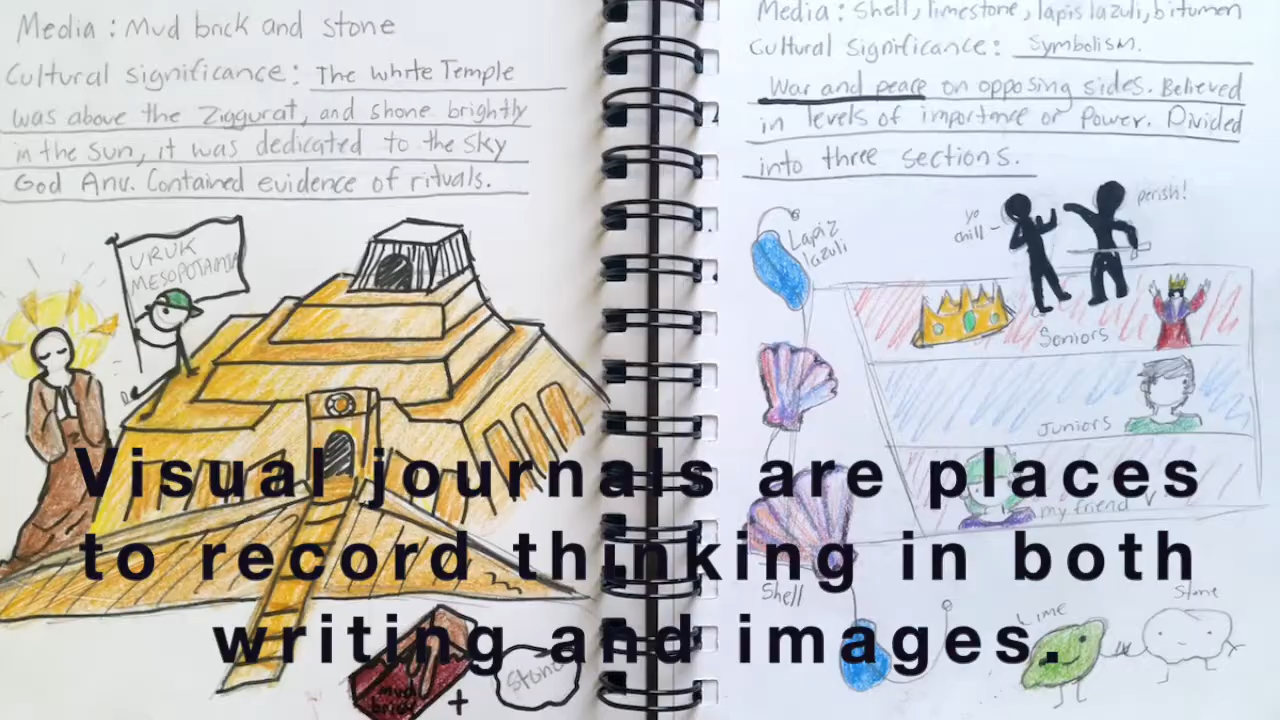 Media : Mud brick and stone
Cultural significance: The white Temple
was above the Ziggurat, and shone brightly
in the sun, it was dedicated to the sky
God Anu. Contained evidence of rituals.
URUK
MESOPOTAMIA
mud
brick
+
Stone
Media : Shell, limestone, lapis lazuli, bitumen
Cultural significance: Symbolism.
War and peace on opposing sides. Believed
in levels of importance or Power. Divided
into three sections.
Lapiz
lazuli
yo
chill
perish!
Seniors
Juniors
my friend
Shell
Lime
Stone
Visual journals are places
to record thinking in both
writing and images.